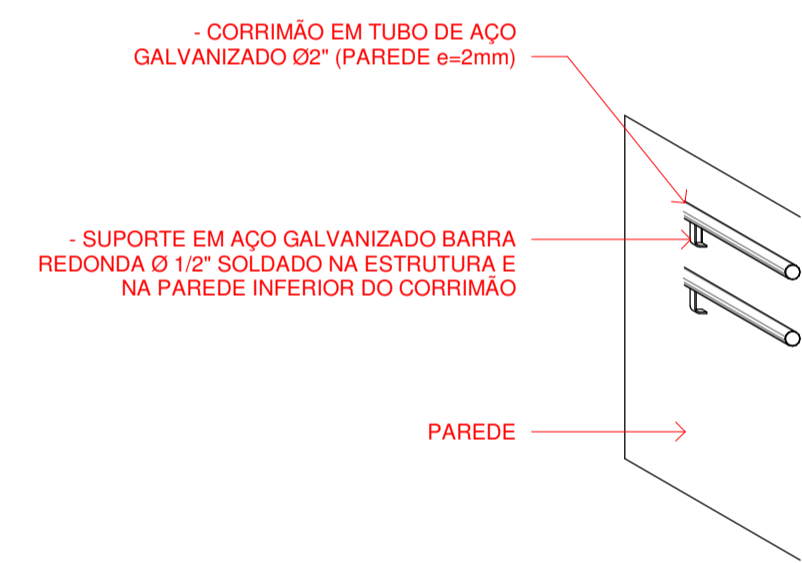 - CORRIMÃO EM TUBO DE AÇO
GALVANIZADO Ø2" (PAREDE e=2mm)
- SUPORTE EM AÇO GALVANIZADO BARRA
REDONDA Ø 1/2" SOLDADO NA ESTRUTURA E
NA PAREDE INFERIOR DO CORRIMÃO
PAREDE